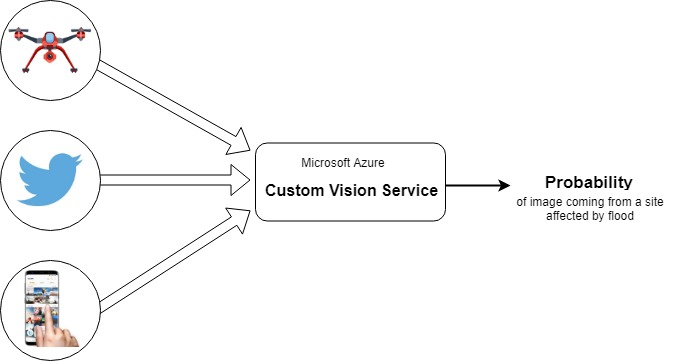 Microsoft Azure
Custom Vision Service
Probability
of image coming from a site
affected by flood